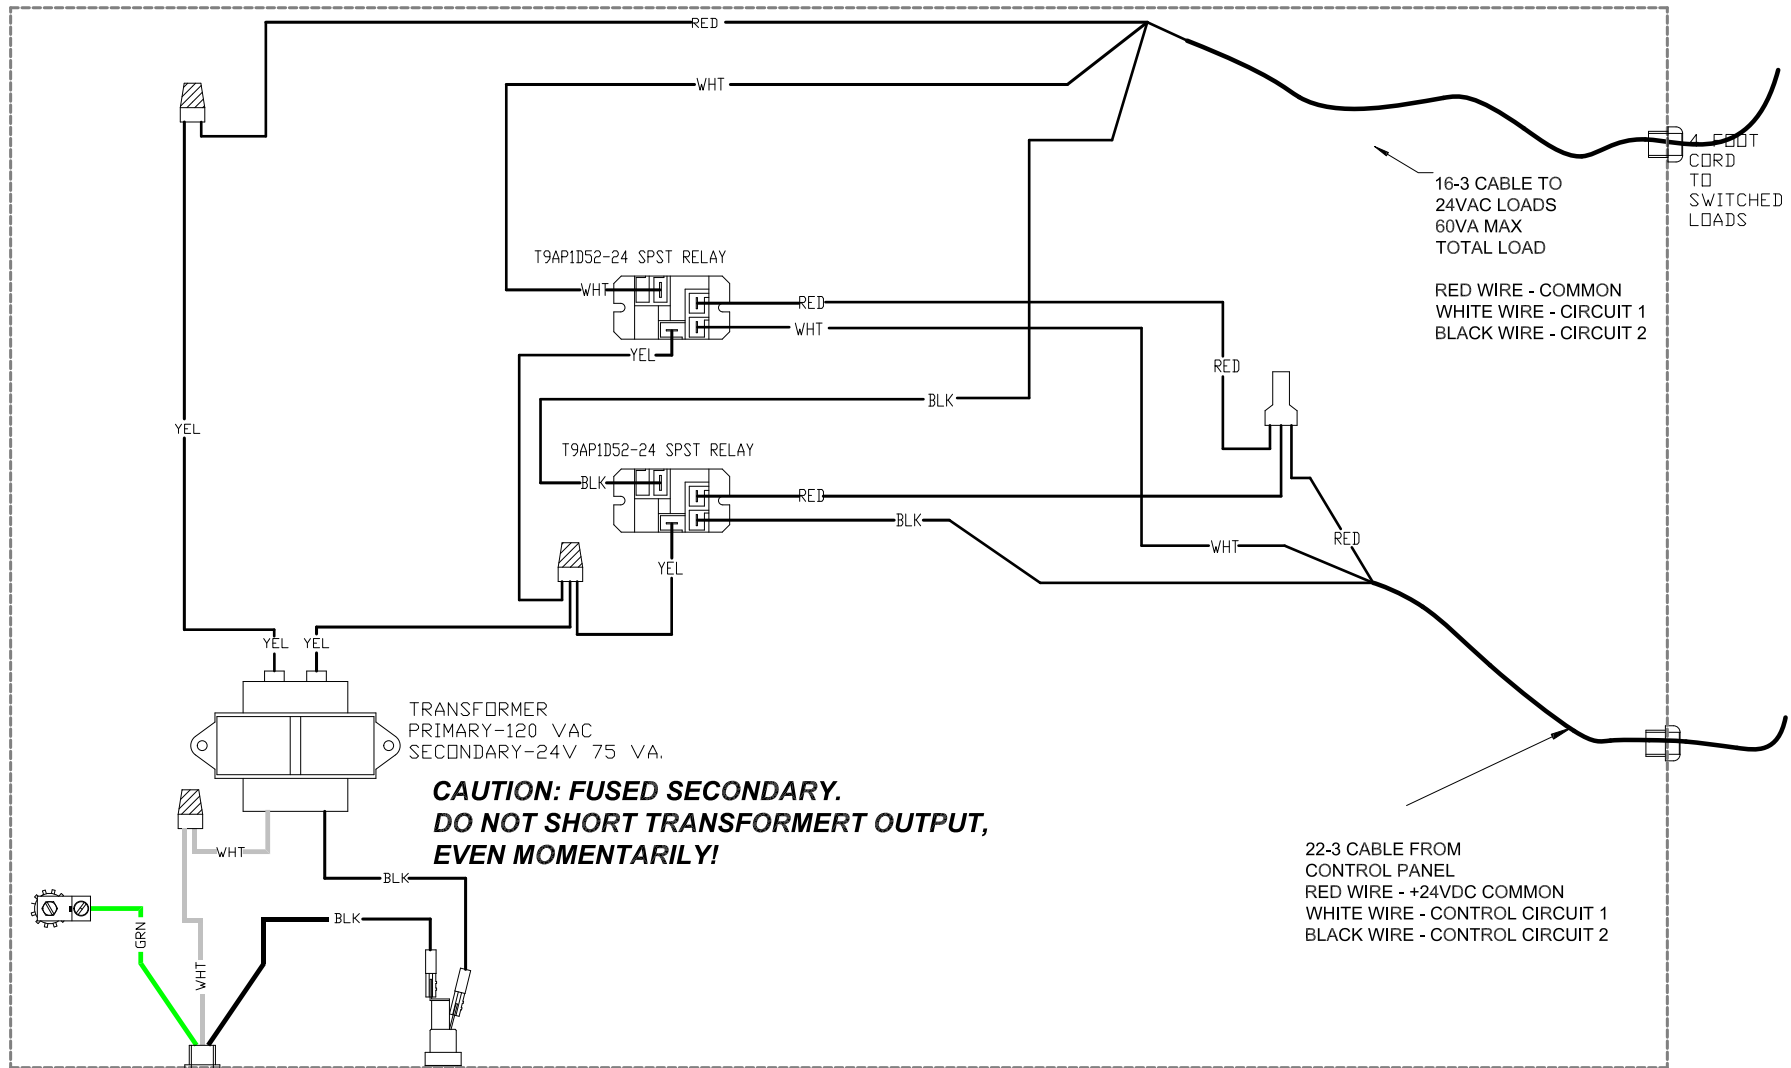 RED
WHT
4 FOOT
CORD
TO
SWITCHED
LOADS
16-3 CABLE TO
24VAC LOADS
60VA MAX
TOTAL LOAD
RED WIRE - COMMON
WHITE WIRE - CIRCUIT 1
BLACK WIRE - CIRCUIT 2
T9AP1D52-24 SPST RELAY
WHT
RED
WHT
YEL
RED
BLK
YEL
T9AP1D52-24 SPST RELAY
BLK
RED
BLK
WHT
RED
YEL
YEL
YEL
TRANSFORMER
PRIMARY-120 VAC
SECONDARY-24V 75 VA.
CAUTION: FUSED SECONDARY.
DO NOT SHORT TRANSFORMERT OUTPUT,
EVEN MOMENTARILY!
WHT
BLK
22-3 CABLE FROM
CONTROL PANEL
RED WIRE - +24VDC COMMON
WHITE WIRE - CONTROL CIRCUIT 1
BLACK WIRE - CONTROL CIRCUIT 2
BLK
GRN
WHT